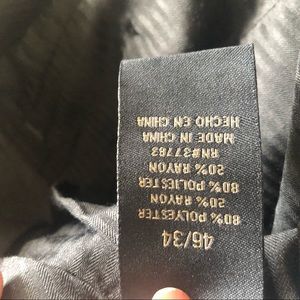 46/34
80% POLYESTER
20% RAYON
80% POLIESTER
20% RAYON
RN#37763
MADE IN CHINA
HECHO EN CHINA